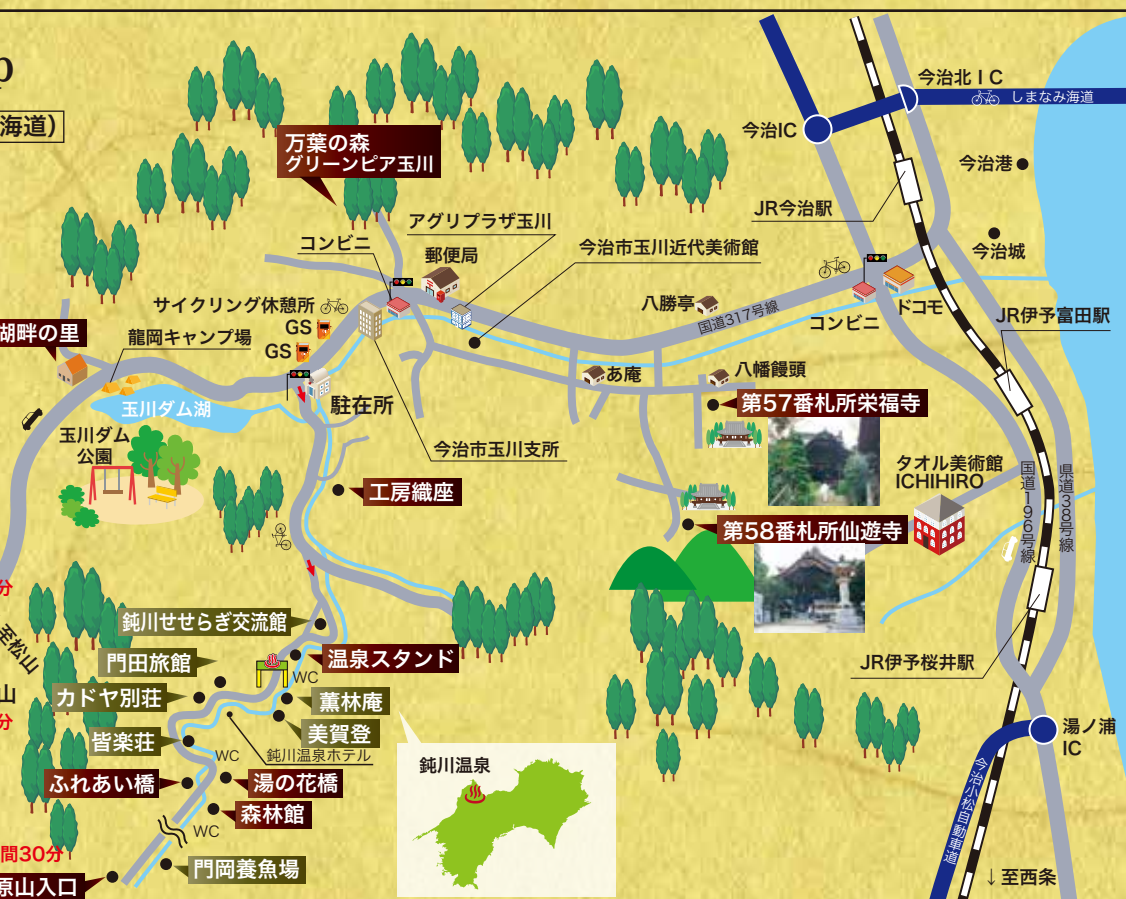 p
海道)
今治北IC
しまなみ海道
今治IC
万葉の森
グリーンピア玉川
今治港
JR今治駅
アグリプラザ玉川
コンビニ
郵便局
今治市玉川近代美術館
今治城
サイクリング休憩所
八勝亭
国道317号線
ドコモ
コンビニ
JR伊予富田駅
湖畔の里
龍岡キャンプ場
GS
GS
あ庵
八幡饅頭
玉川ダム湖
駐在所
第57番札所栄福寺
玉川ダム
公園
今治市玉川支所
タオル美術館
ICHIHIRO
国道196号線
県道38号線
工房織座
第58番札所仙遊寺
分
至松山
鈍川せせらぎ交流館
門田旅館
温泉スタンド
WC
JR伊予桜井駅
山
カドヤ別荘
薫林庵
分
美賀登
湯ノ浦
IC
皆楽荘
WC
鈍川温泉ホテル
鈍川温泉
ふれあい橋
湯の花橋
森林館
WC
今治小松自動車道
間30分
門岡養魚場
原山入口
↓至西条